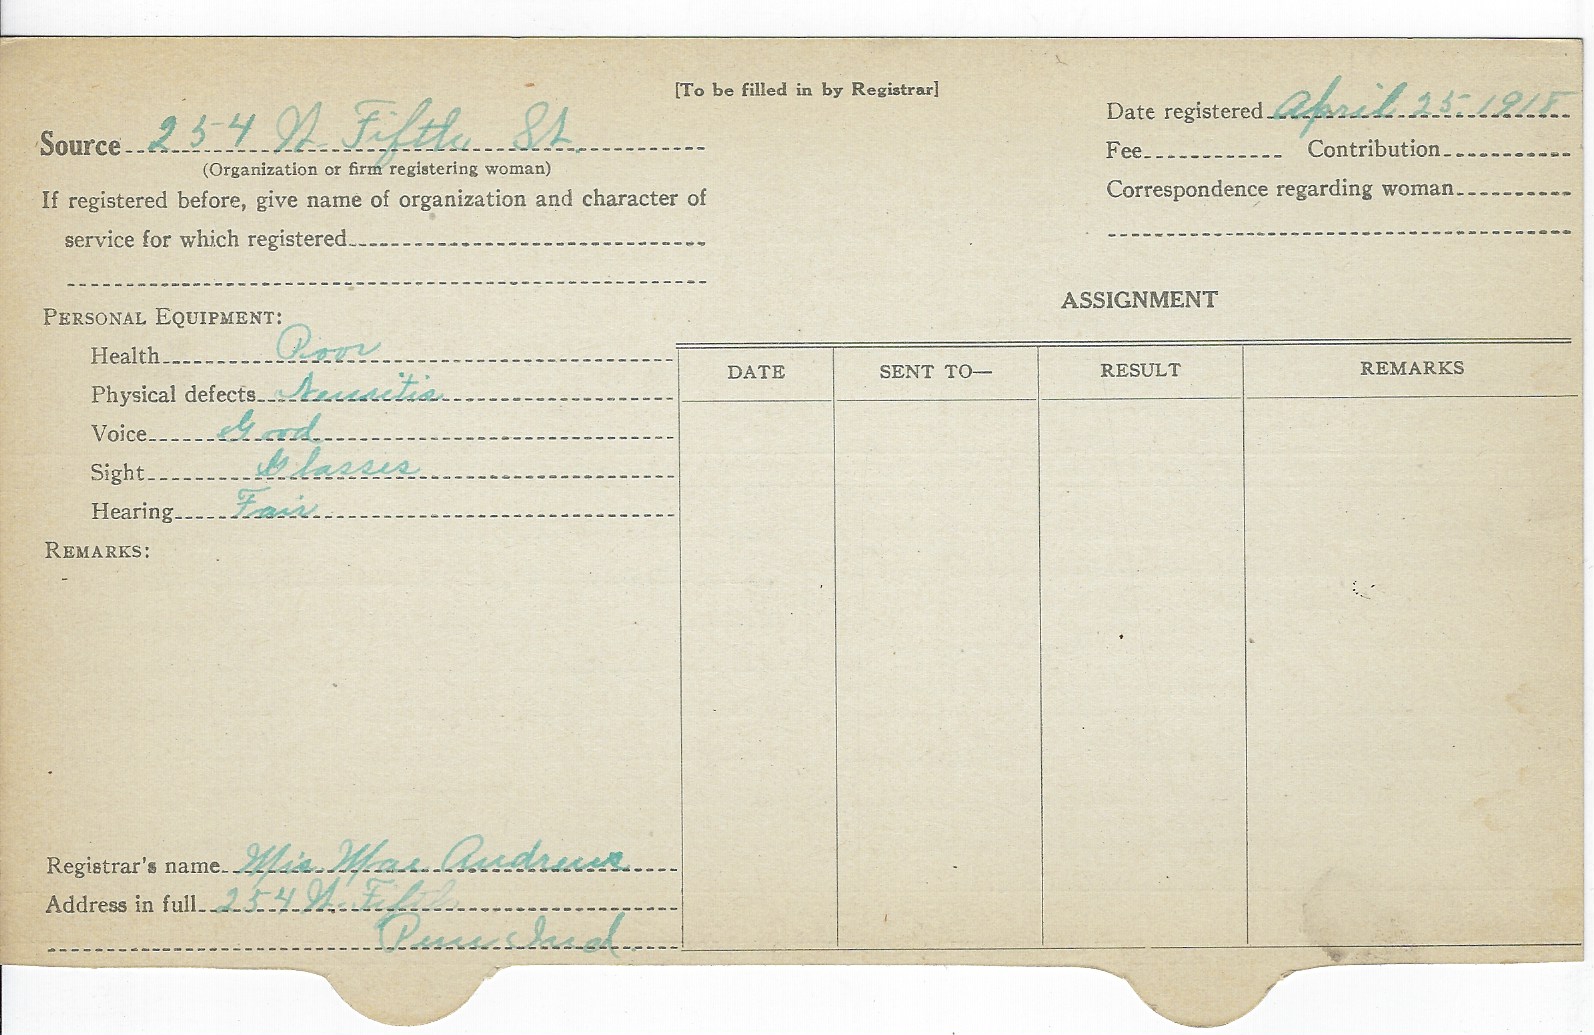 [To be filled in by Registrar]
Source 254 W. Fifth St.
(Organization or firm registering woman)
If registered before, give name of organization and character of
service for which registered
Date registered April 25. 1918.
Fee Contribution
Correspondence regarding woman
PERSONAL EQUIPMENT:
Health Poor
Physical defects Neuritis
Voice Good
Sight Glasses
Hearing Fair
REMARKS:
ASSIGNMENT
DATE SENT TO— RESULT REMARKS
Registrar's name Mrs Mae Andrews
Address in full 254 W. Fifth
Peru Ind.